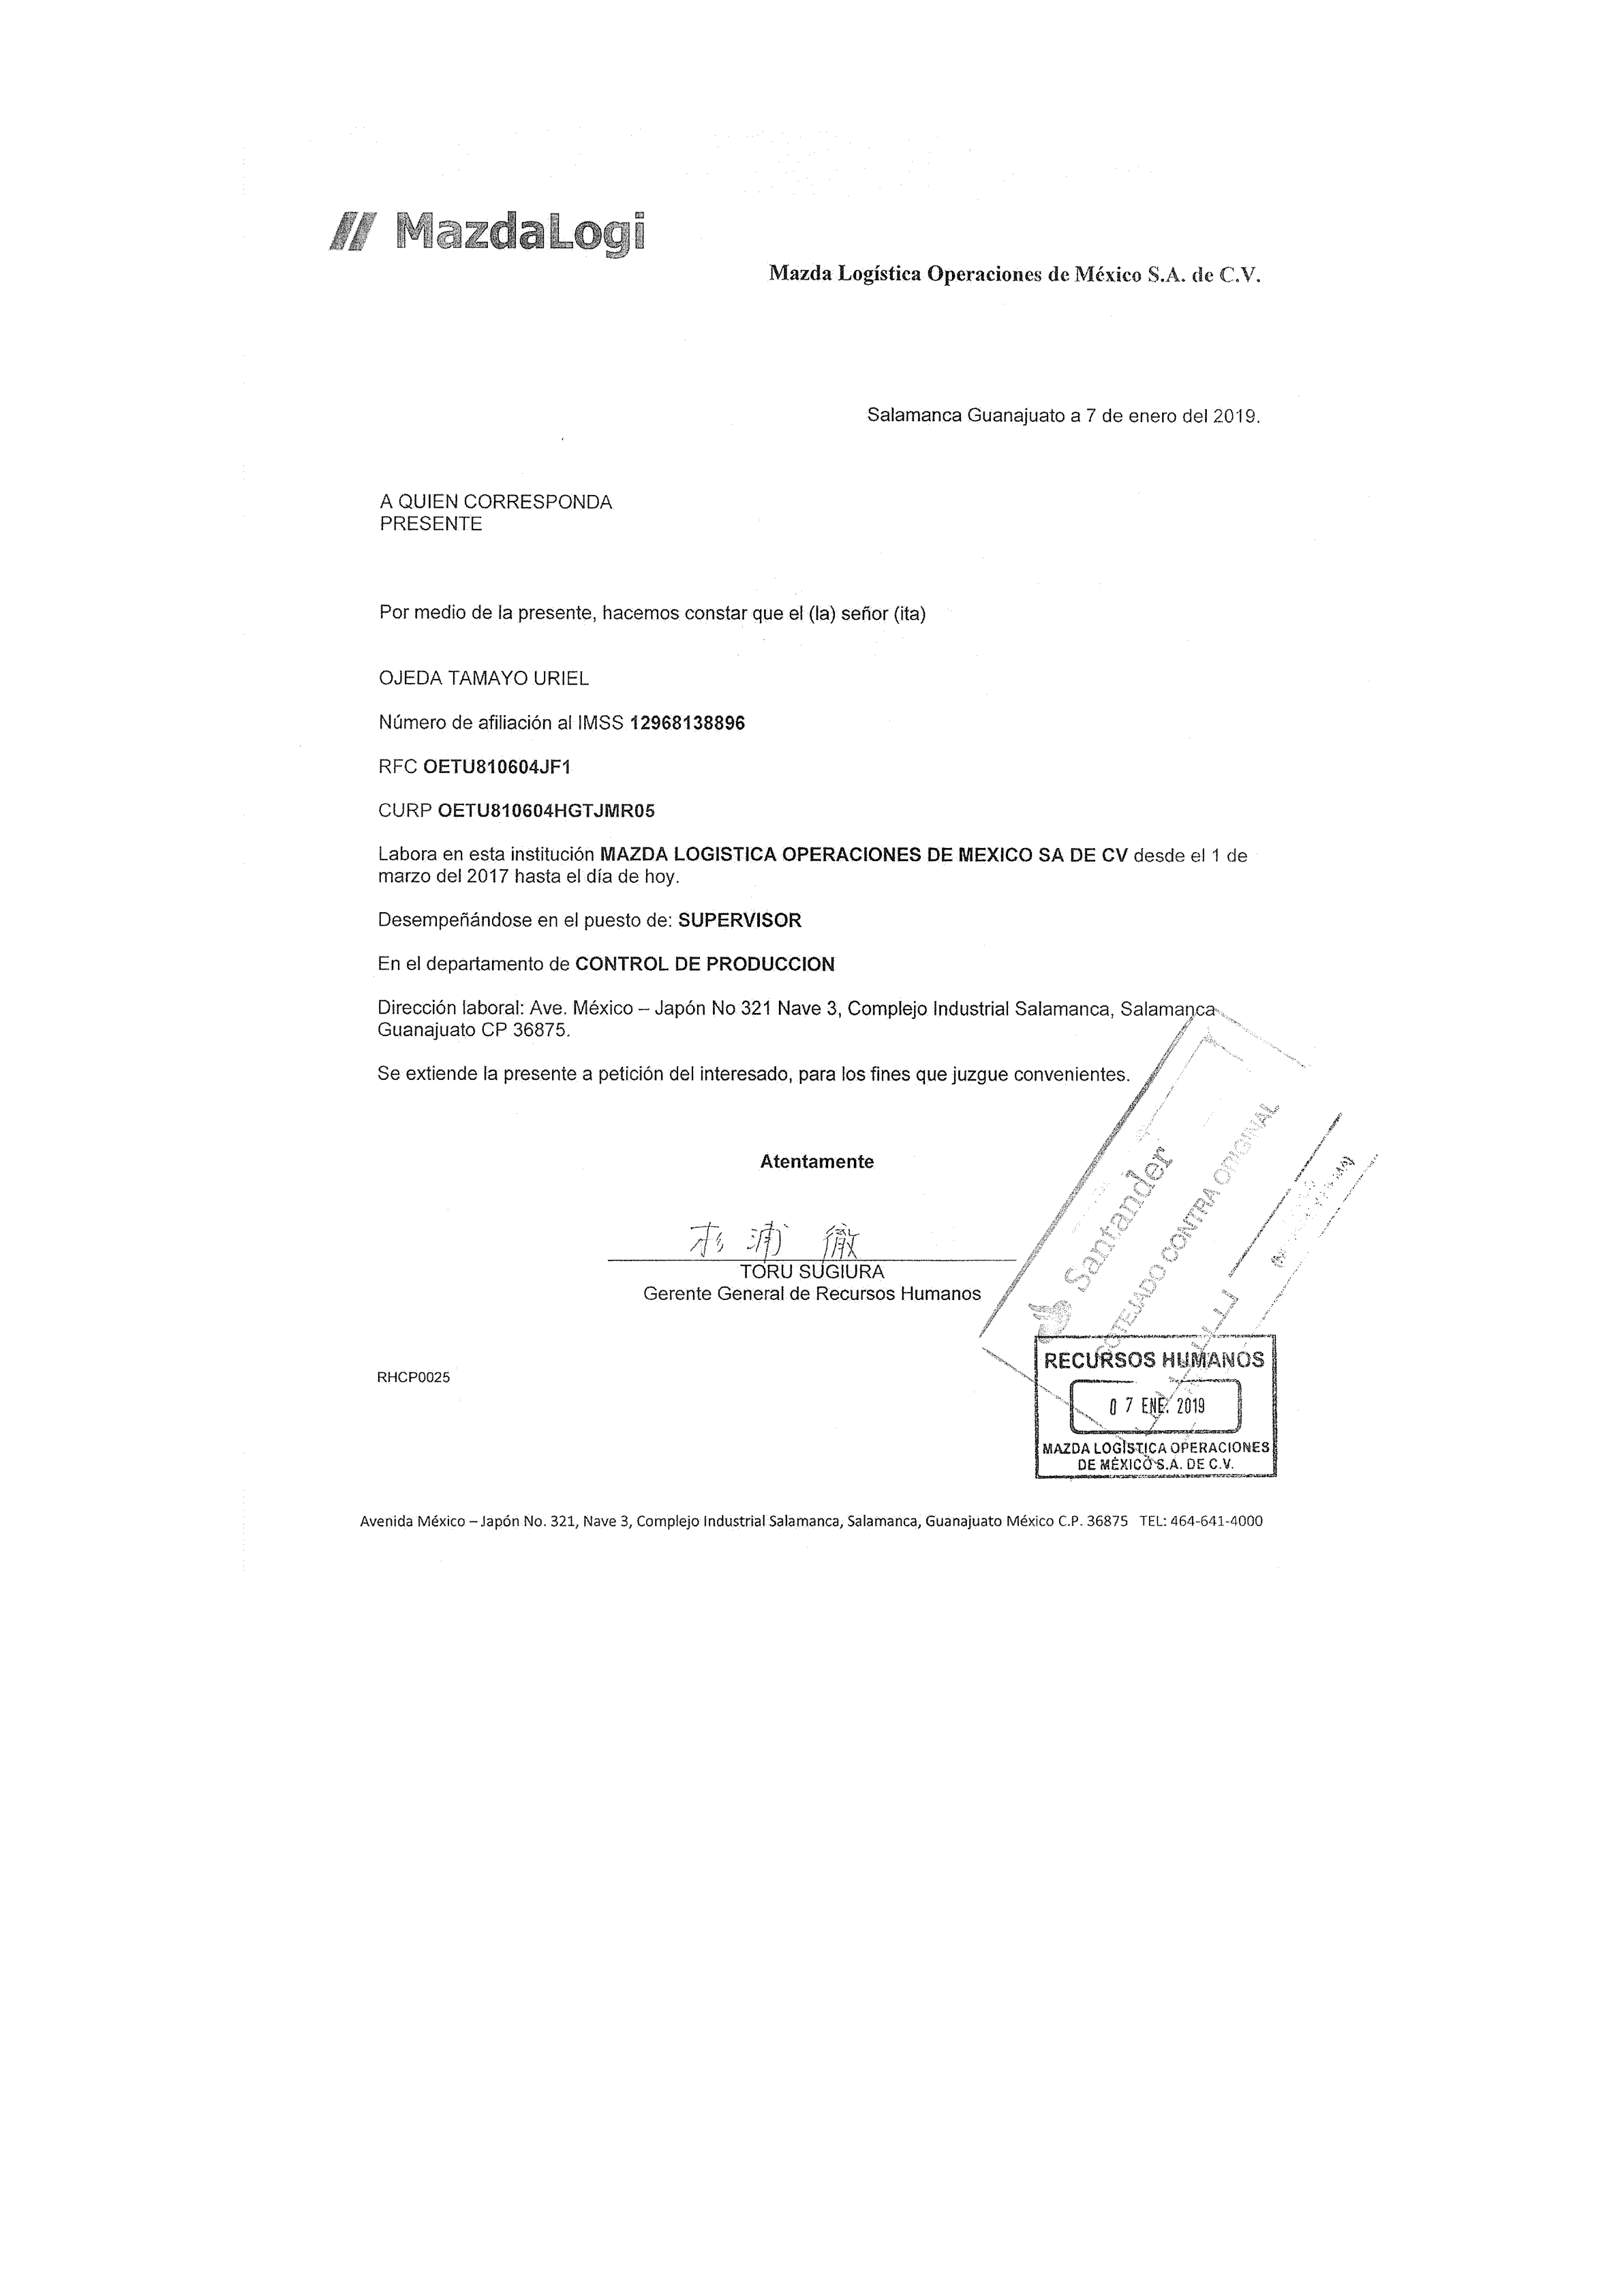 MazdaLogi
Mazda Logística Operaciones de México S.A. de C.V.
Salamanca Guanajuato a 7 de enero del 2019.
A QUIEN CORRESPONDA
PRESENTE
Por medio de la presente, hacemos constar que el (la) señor (ita)
OJEDA TAMAYO URIEL
Número de afiliación al IMSS 12968138896
RFC OETU810604JF1
CURP OETU810604HGTJMR05
Labora en esta institución MAZDA LOGISTICA OPERACIONES DE MEXICO SA DE CV desde el 1 de
marzo del 2017 hasta el día de hoy.
Desempeñándose en el puesto de: SUPERVISOR
En el departamento de CONTROL DE PRODUCCION
Dirección laboral: Ave. México – Japón No 321 Nave 3, Complejo Industrial Salamanca, Salamanca
Guanajuato CP 36875.
Se extiende la presente a petición del interesado, para los fines que juzgue convenientes.
Atentamente
杉浦 徹
TORU SUGIURA
Gerente General de Recursos Humanos
Santander
COTEJADO CONTRA ORIGINAL
RHCP0025
RECURSOS HUMANOS
07 ENE. 2019
MAZDA LOGÍSTICA OPERACIONES
DE MÉXICO S.A. DE C.V.
Avenida México – Japón No. 321, Nave 3, Complejo Industrial Salamanca, Salamanca, Guanajuato México C.P. 36875 TEL: 464-641-4000